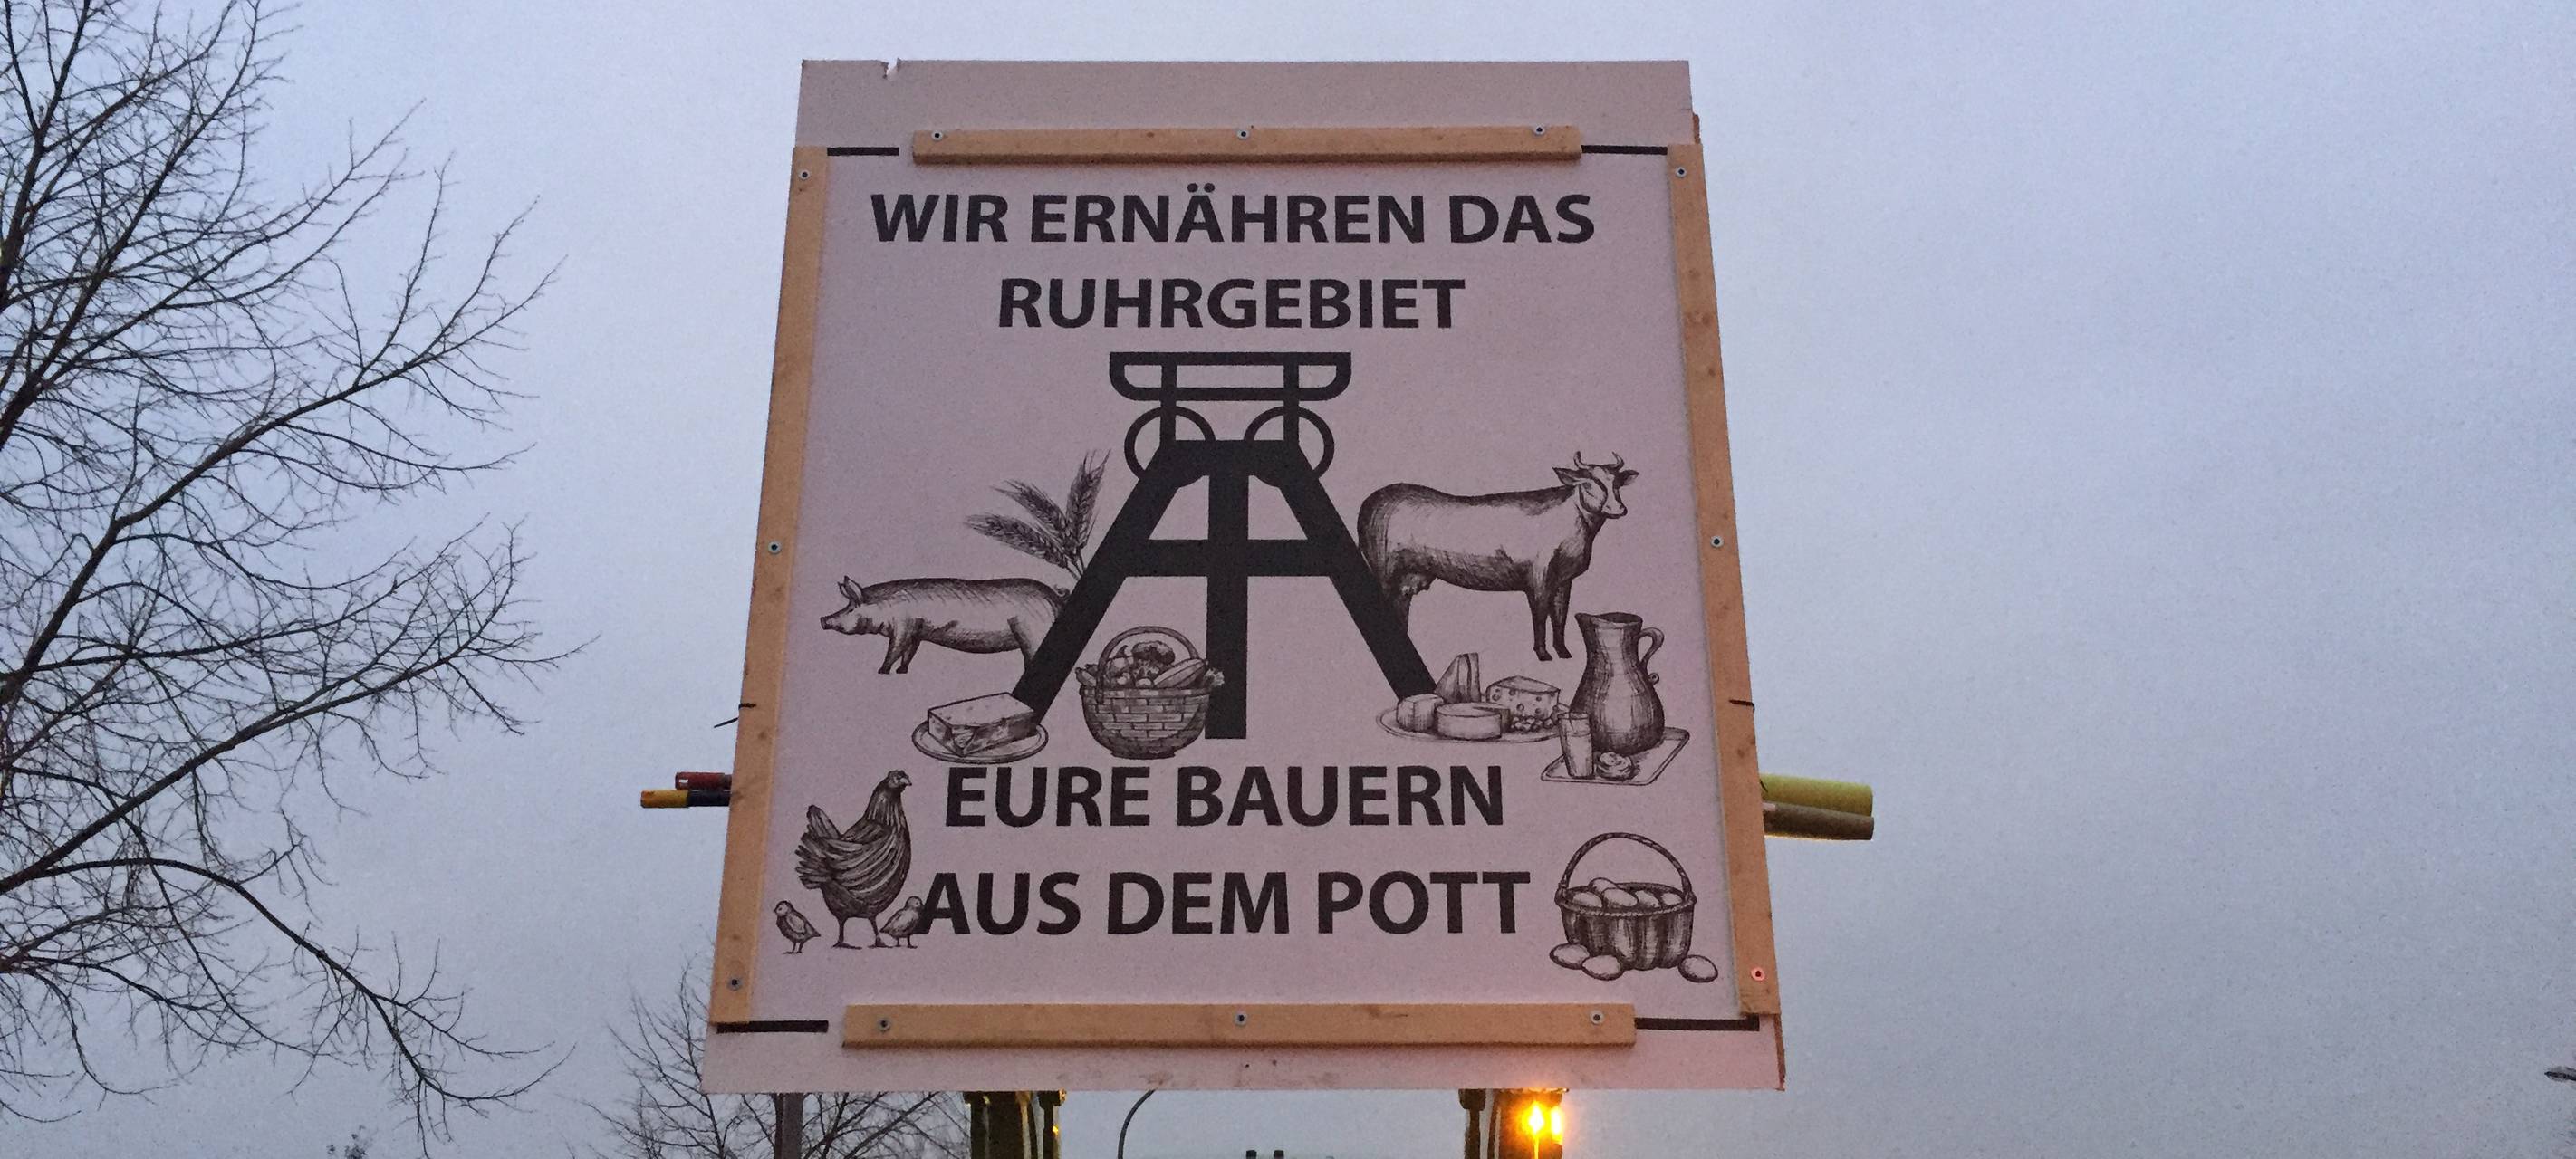 WIR ERNÄHREN DAS
RUHRGEBIET
EURE BAUERN
AUS DEM POTT